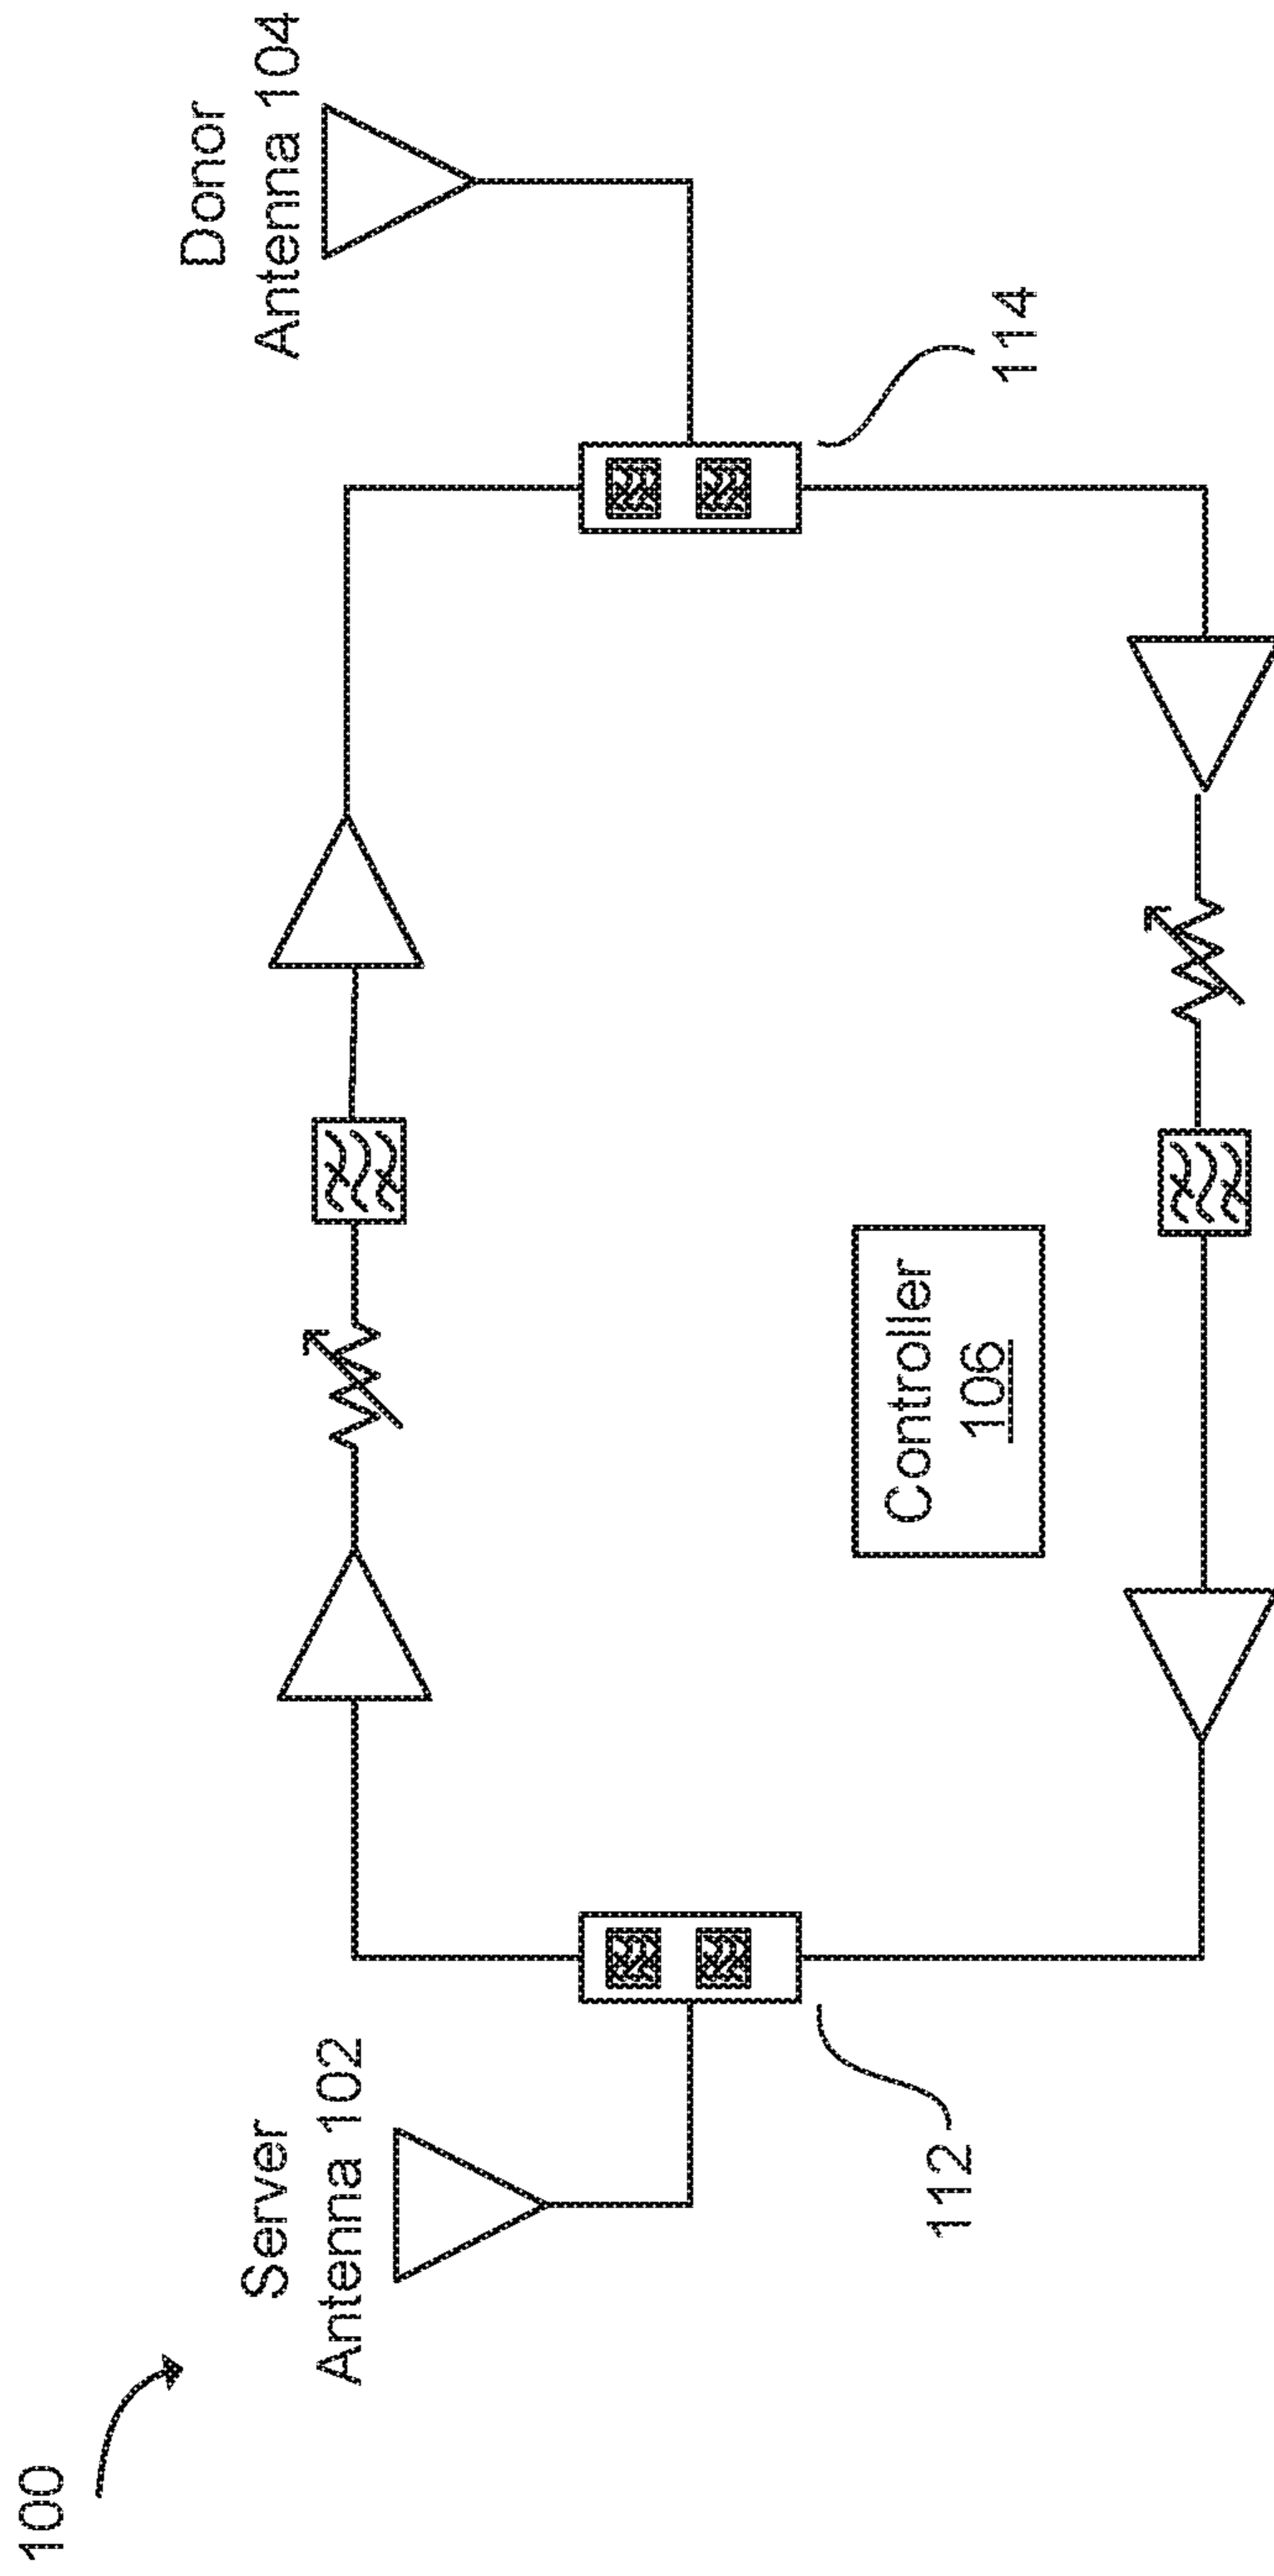 100
Server
Antenna 102
Donor
Antenna 104
112
114
Controller
106